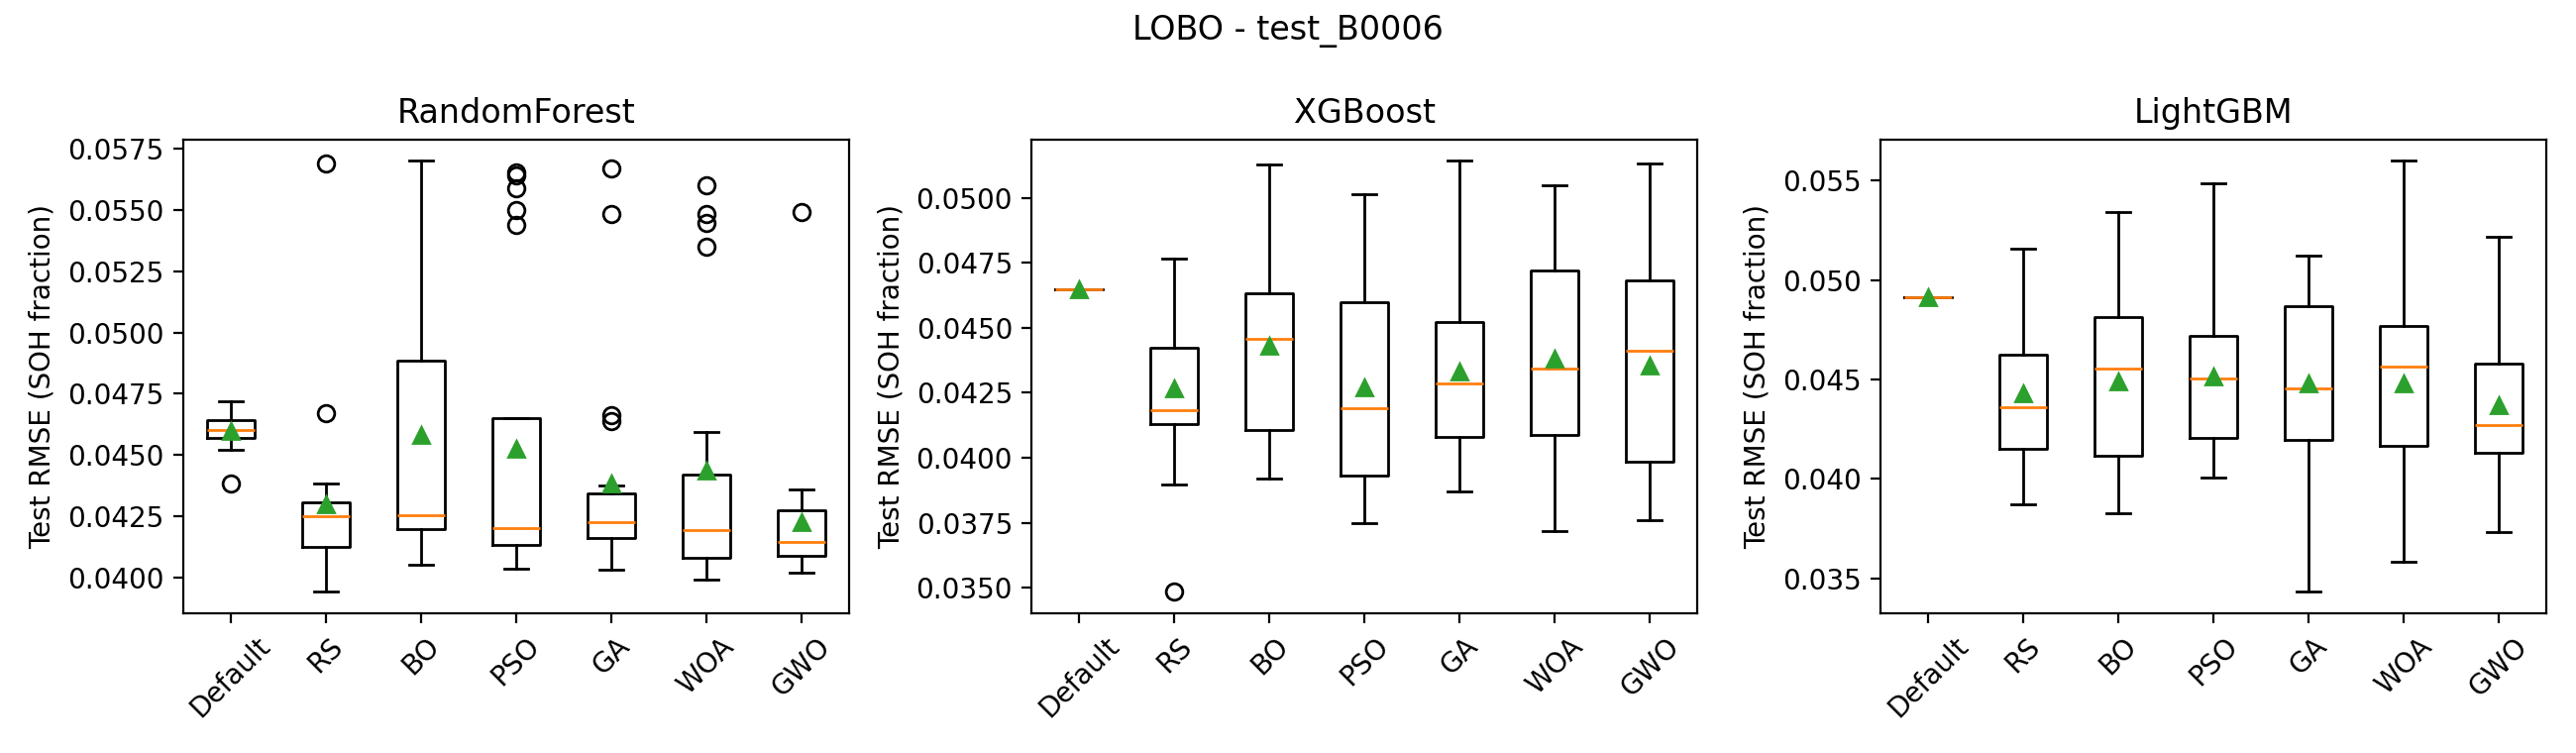 LOBO - test_B0006
RandomForest
Test RMSE (SOH fraction)
0.0575
0.0550
0.0525
0.0500
0.0475
0.0450
0.0425
0.0400
Default
RS
BO
PSO
GA
WOA
GWO
XGBoost
Test RMSE (SOH fraction)
0.0500
0.0475
0.0450
0.0425
0.0400
0.0375
0.0350
Default
RS
BO
PSO
GA
WOA
GWO
LightGBM
Test RMSE (SOH fraction)
0.055
0.050
0.045
0.040
0.035
Default
RS
BO
PSO
GA
WOA
GWO